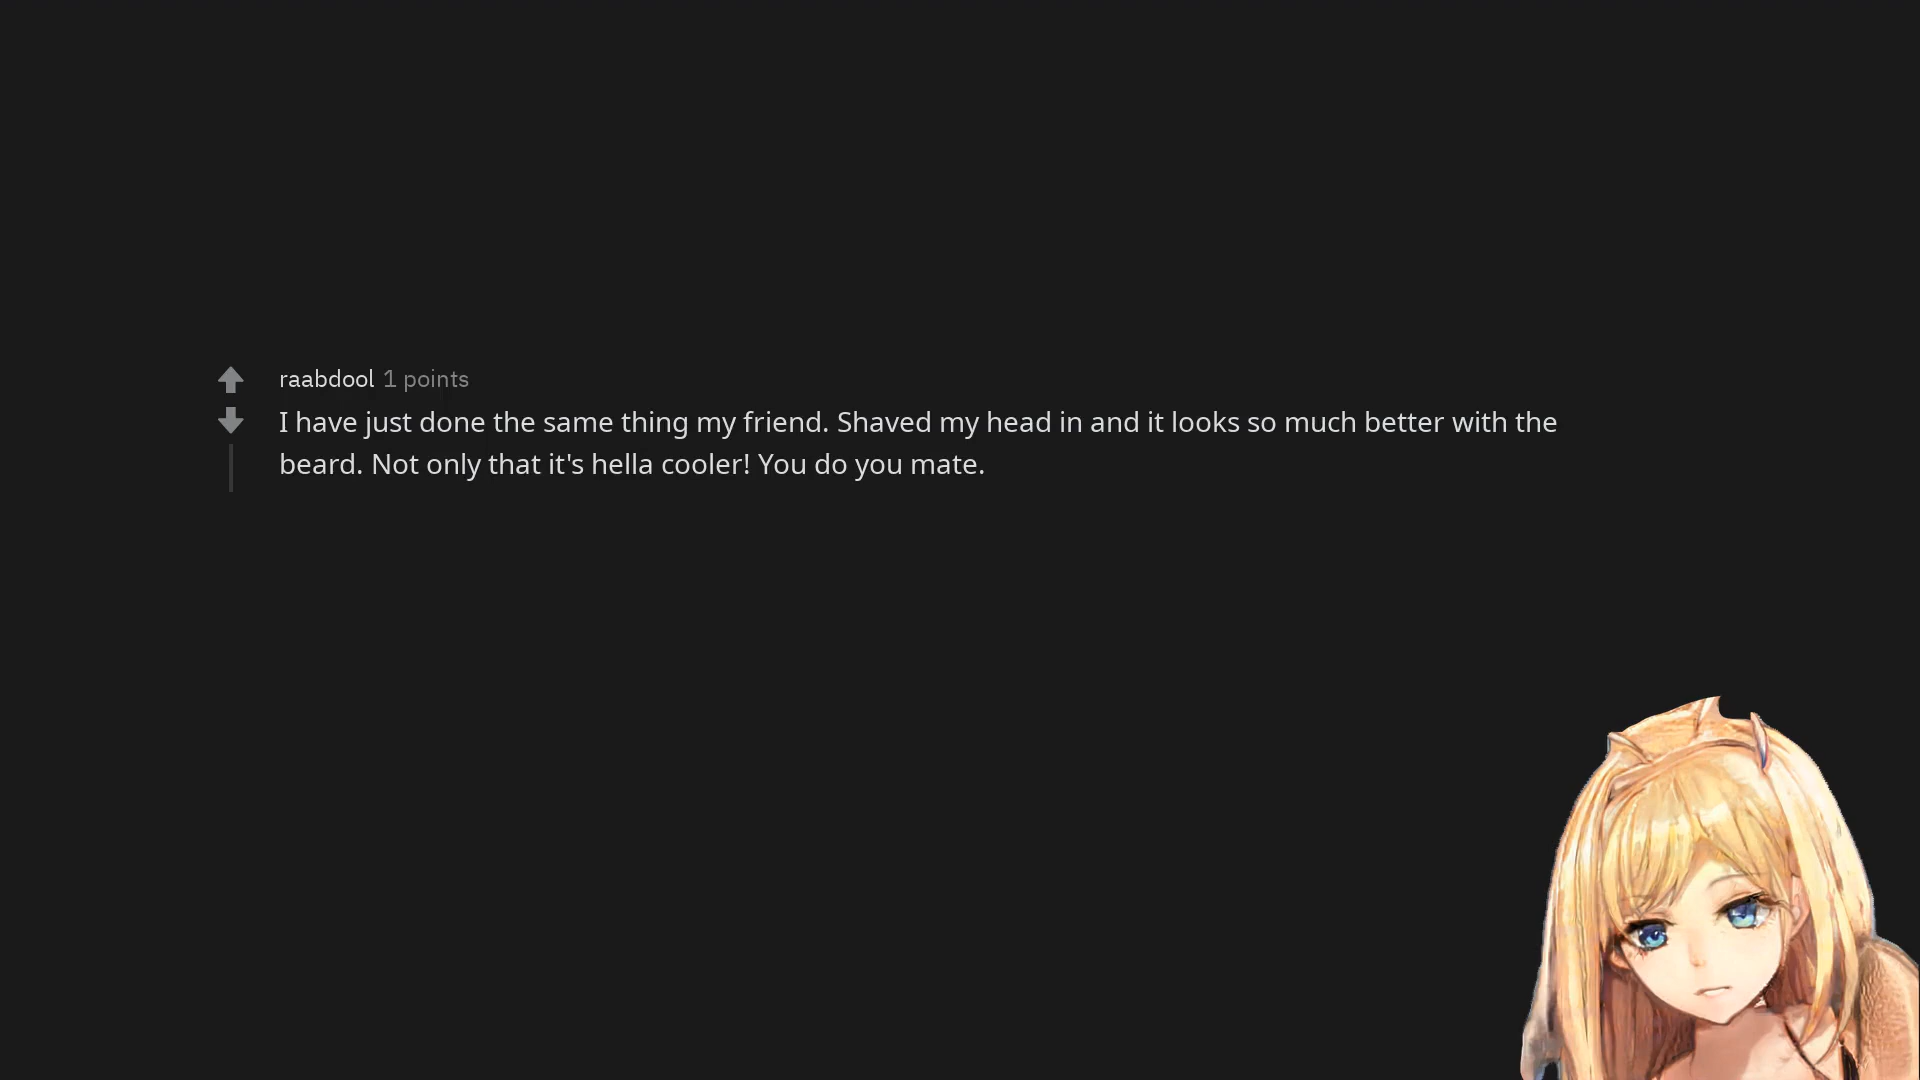 raabdool 1 points
I have just done the same thing my friend. Shaved my head in and it looks so much better with the
beard. Not only that it's hella cooler! You do you mate.